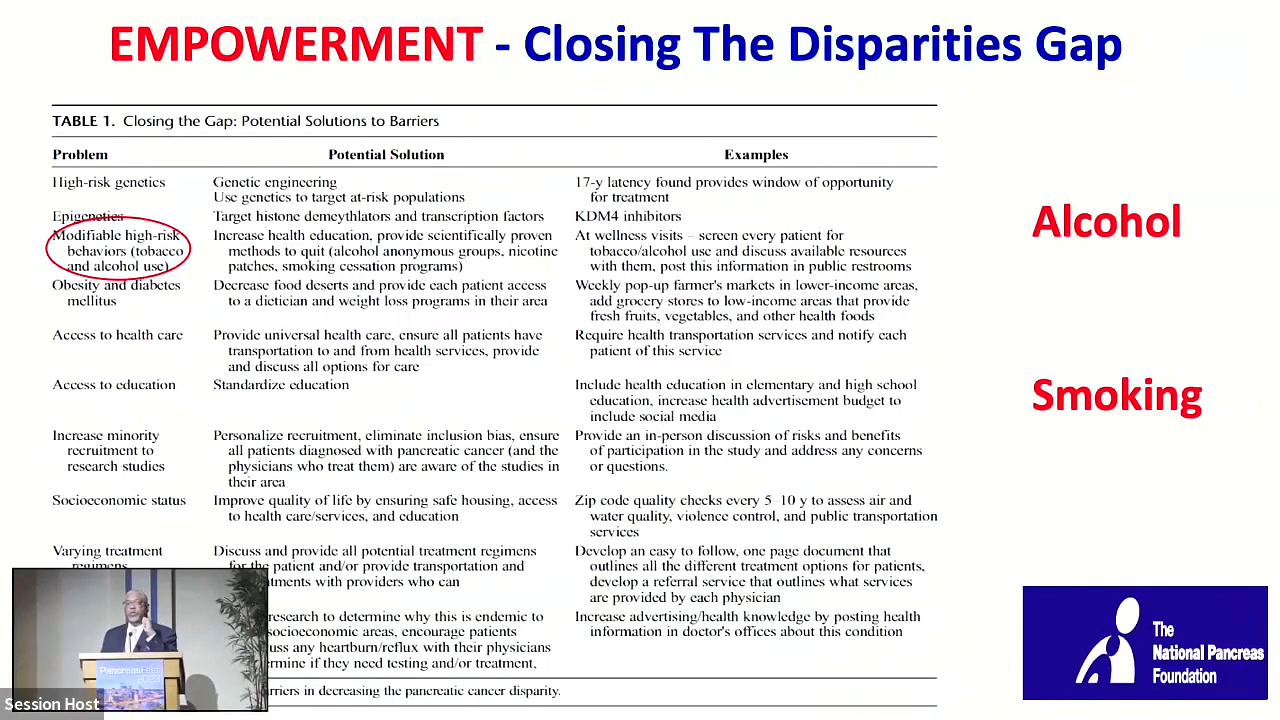 EMPOWERMENT - Closing The Disparities Gap
TABLE 1. Closing the Gap: Potential Solutions to Barriers
Problem Potential Solution Examples
High-risk genetics
Genetic engineering
Use genetics to target at-risk populations
17-y latency found provides window of opportunity
for treatment
Epigenetics
Target histone demeythlators and transcription factors
KDM4 inhibitors
Modifiable high-risk
behaviors (tobacco
and alcohol use)
Increase health education, provide scientifically proven
methods to quit (alcohol anonymous groups, nicotine
patches, smoking cessation programs)
At wellness visits – screen every patient for
tobacco/alcohol use and discuss available resources
with them, post this information in public restrooms
Obesity and diabetes
mellitus
Decrease food deserts and provide each patient access
to a dietician and weight loss programs in their area
Weekly pop-up farmer's markets in lower-income areas,
add grocery stores to low-income areas that provide
fresh fruits, vegetables, and other health foods
Access to health care
Provide universal health care, ensure all patients have
transportation to and from health services, provide
and discuss all options for care
Require health transportation services and notify each
patient of this service
Access to education
Standardize education
Include health education in elementary and high school
education, increase health advertisement budget to
include social media
Increase minority
recruitment to
research studies
Personalize recruitment, eliminate inclusion bias, ensure
all patients diagnosed with pancreatic cancer (and the
physicians who treat them) are aware of the studies in
their area
Provide an in-person discussion of risks and benefits
of participation in the study and address any concerns
or questions.
Socioeconomic status
Improve quality of life by ensuring safe housing, access
to health care/services, and education
Zip code quality checks every 5–10 y to assess air and
water quality, violence control, and public transportation
services
Varying treatment
regimens
Discuss and provide all potential treatment regimens
for the patient and/or provide transportation and
with providers who can
Develop an easy to follow, one page document that
outlines all the different treatment options for patients,
develop a referral service that outlines what services
are provided by each physician
research to determine why this is endemic to
socioeconomic areas, encourage patients
any heartburn/reflux with their physicians
if they need testing and/or treatment,
Increase advertising/health knowledge by posting health
information in doctor's offices about this condition
in decreasing the pancreatic cancer disparity.
Alcohol
Smoking
The
National Pancreas
Foundation
PancreasFest
2023
Session Host